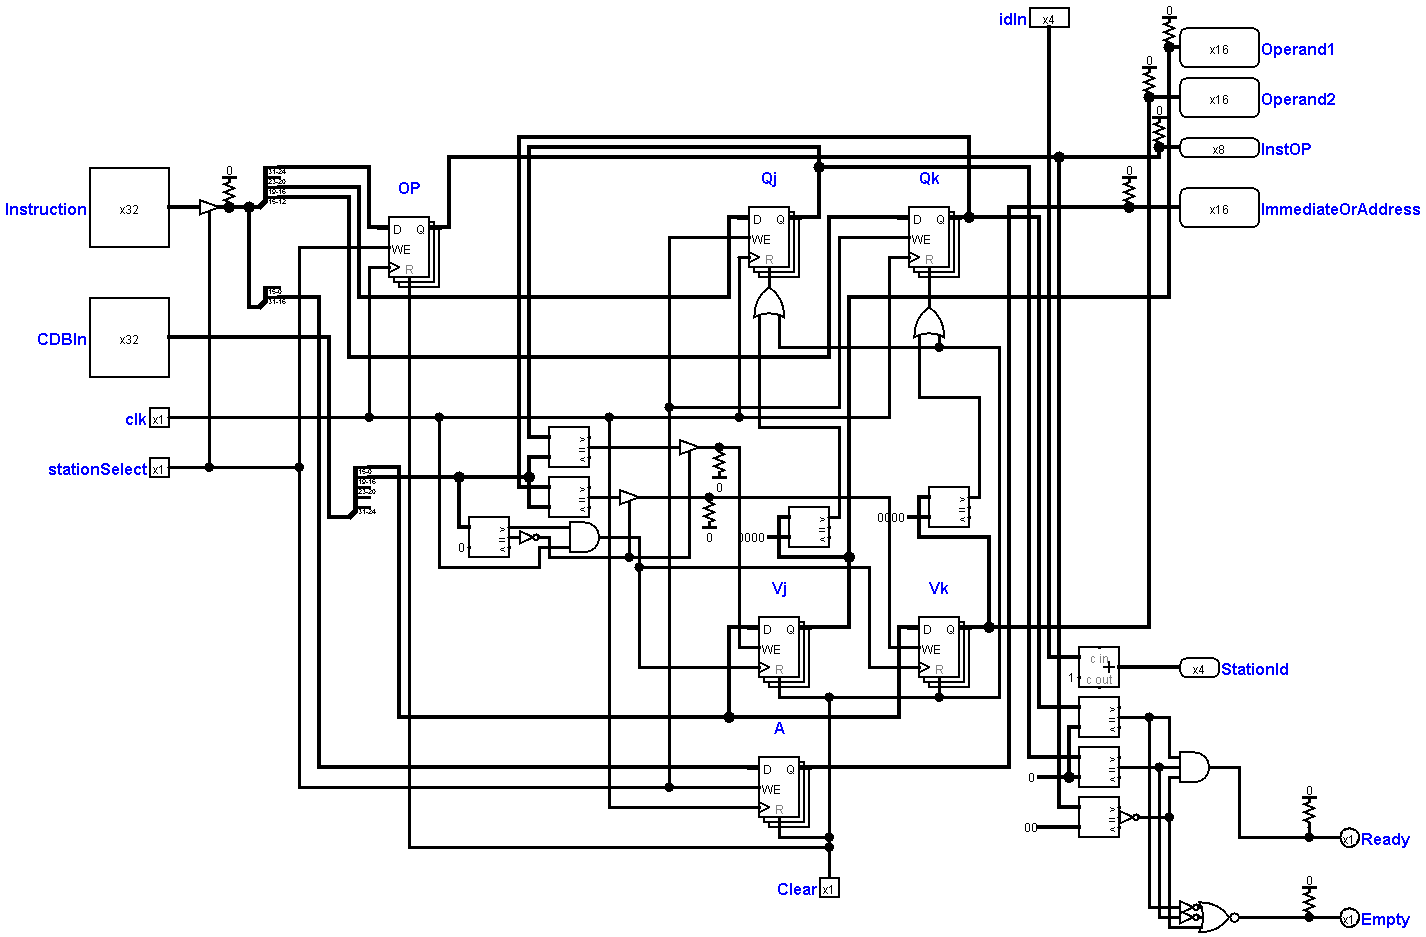 idIn x4
0
x16 Operand1
0
x16 Operand2
0
x8 InstOP
0
x16 ImmediateOrAddress
Instruction x32
0
31-24
23-20
19-16
15-12
OP
D Q
WE
R
Qj
D Q
WE
R
Qk
D Q
WE
R
15-0
31-16
CDBIn x32
clk x1
stationSelect x1
15-0
19-16
23-20
31-24
0
0
0
0000
0000
Vj
D Q
WE
R
Vk
D Q
WE
R
c in
+
1 c out
x4 StationId
A
D Q
WE
R
0
00
0
x1 Ready
Clear x1
0
x1 Empty